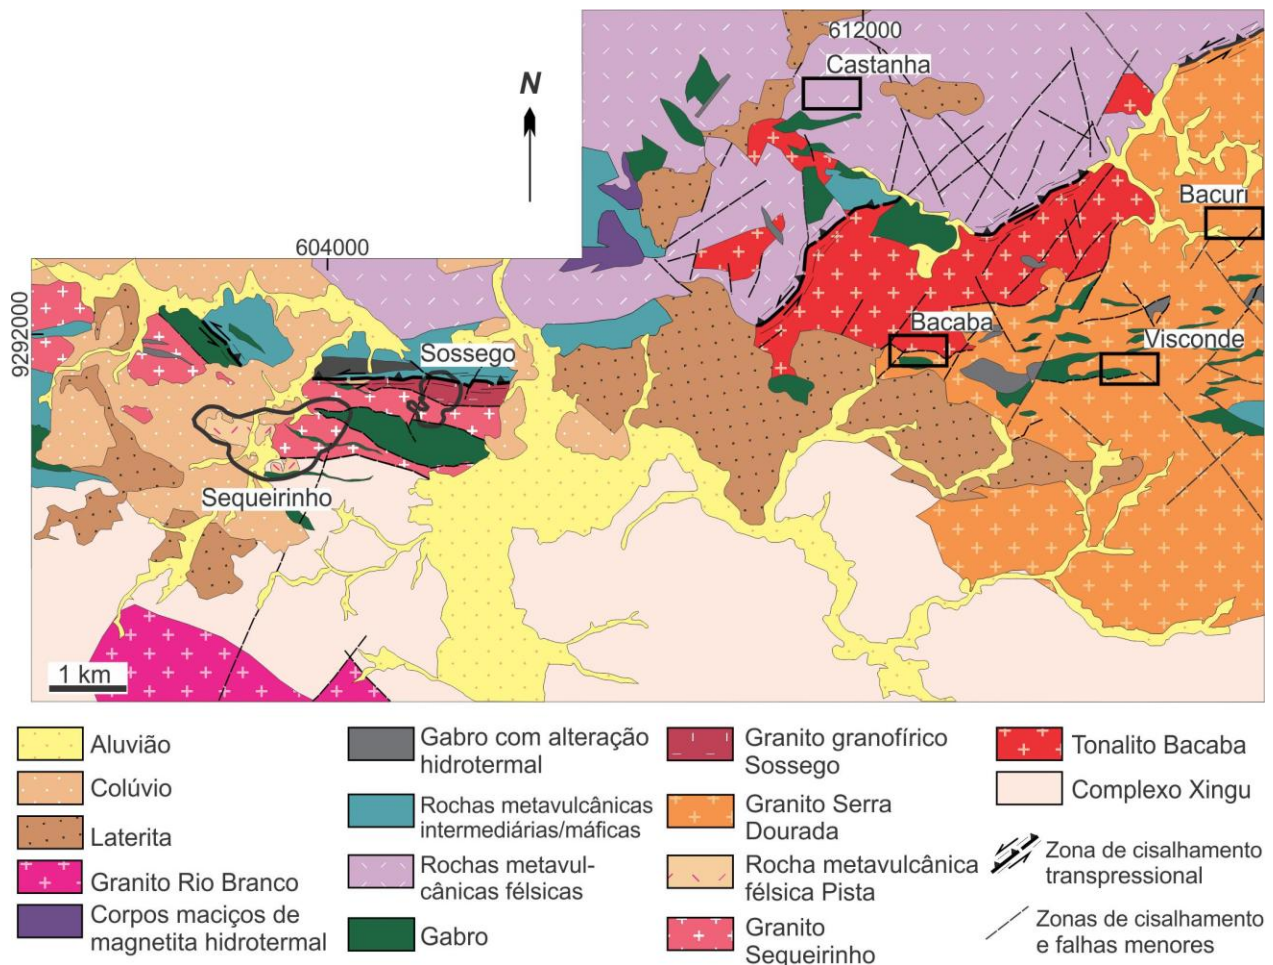 612000
Castanha
N
Bacuri
604000
9292000
Bacaba
Visconde
Sossego
Sequeirinho
1 km
Aluvião
Colúvio
Laterita
Granito Rio Branco
Corpos maciços de
magnetita hidrotermal
Gabro com alteração
hidrotermal
Rochas metavulcânicas
intermediárias/máficas
Rochas metavul-
cânicas félsicas
Gabro
Granito granofírico
Sossego
Granito Serra
Dourada
Rocha metavulcânica
félsica Pista
Granito
Sequeirinho
Tonalito Bacaba
Complexo Xingu
Zona de cisalhamento
transpressional
Zonas de cisalhamento
e falhas menores